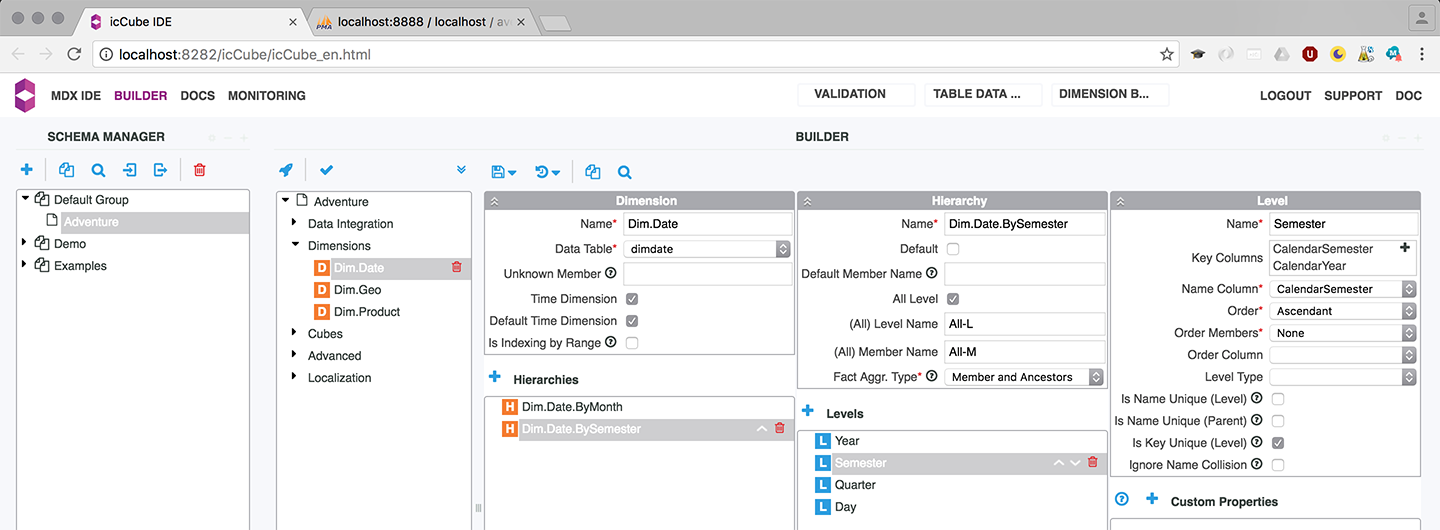 icCube IDE
PMA localhost:8888 / localhost / av
localhost:8282/icCube/icCube_en.html
MDX IDE BUILDER DOCS MONITORING VALIDATION TABLE DATA ... DIMENSION B... LOGOUT SUPPORT DOC
SCHEMA MANAGER
BUILDER
Default Group
Adventure
Demo
Examples
Adventure
Data Integration
Dimensions
D Dim.Date
D Dim.Geo
D Dim.Product
Cubes
Advanced
Localization
Dimension
Name* Dim.Date
Data Table* dimdate
Unknown Member ?
Time Dimension
Default Time Dimension
Is Indexing by Range ?
Hierarchies
H Dim.Date.ByMonth
H Dim.Date.BySemester
Hierarchy
Name* Dim.Date.BySemester
Default
Default Member Name ?
All Level
(All) Level Name All-L
(All) Member Name All-M
Fact Aggr. Type* ? Member and Ancestors
Levels
L Year
L Semester
L Quarter
L Day
Level
Name* Semester
Key Columns CalendarSemester
CalendarYear
Name Column* CalendarSemester
Order* Ascendant
Order Members* None
Order Column
Level Type
Is Name Unique (Level) ?
Is Name Unique (Parent) ?
Is Key Unique (Level) ?
Ignore Name Collision ?
? Custom Properties